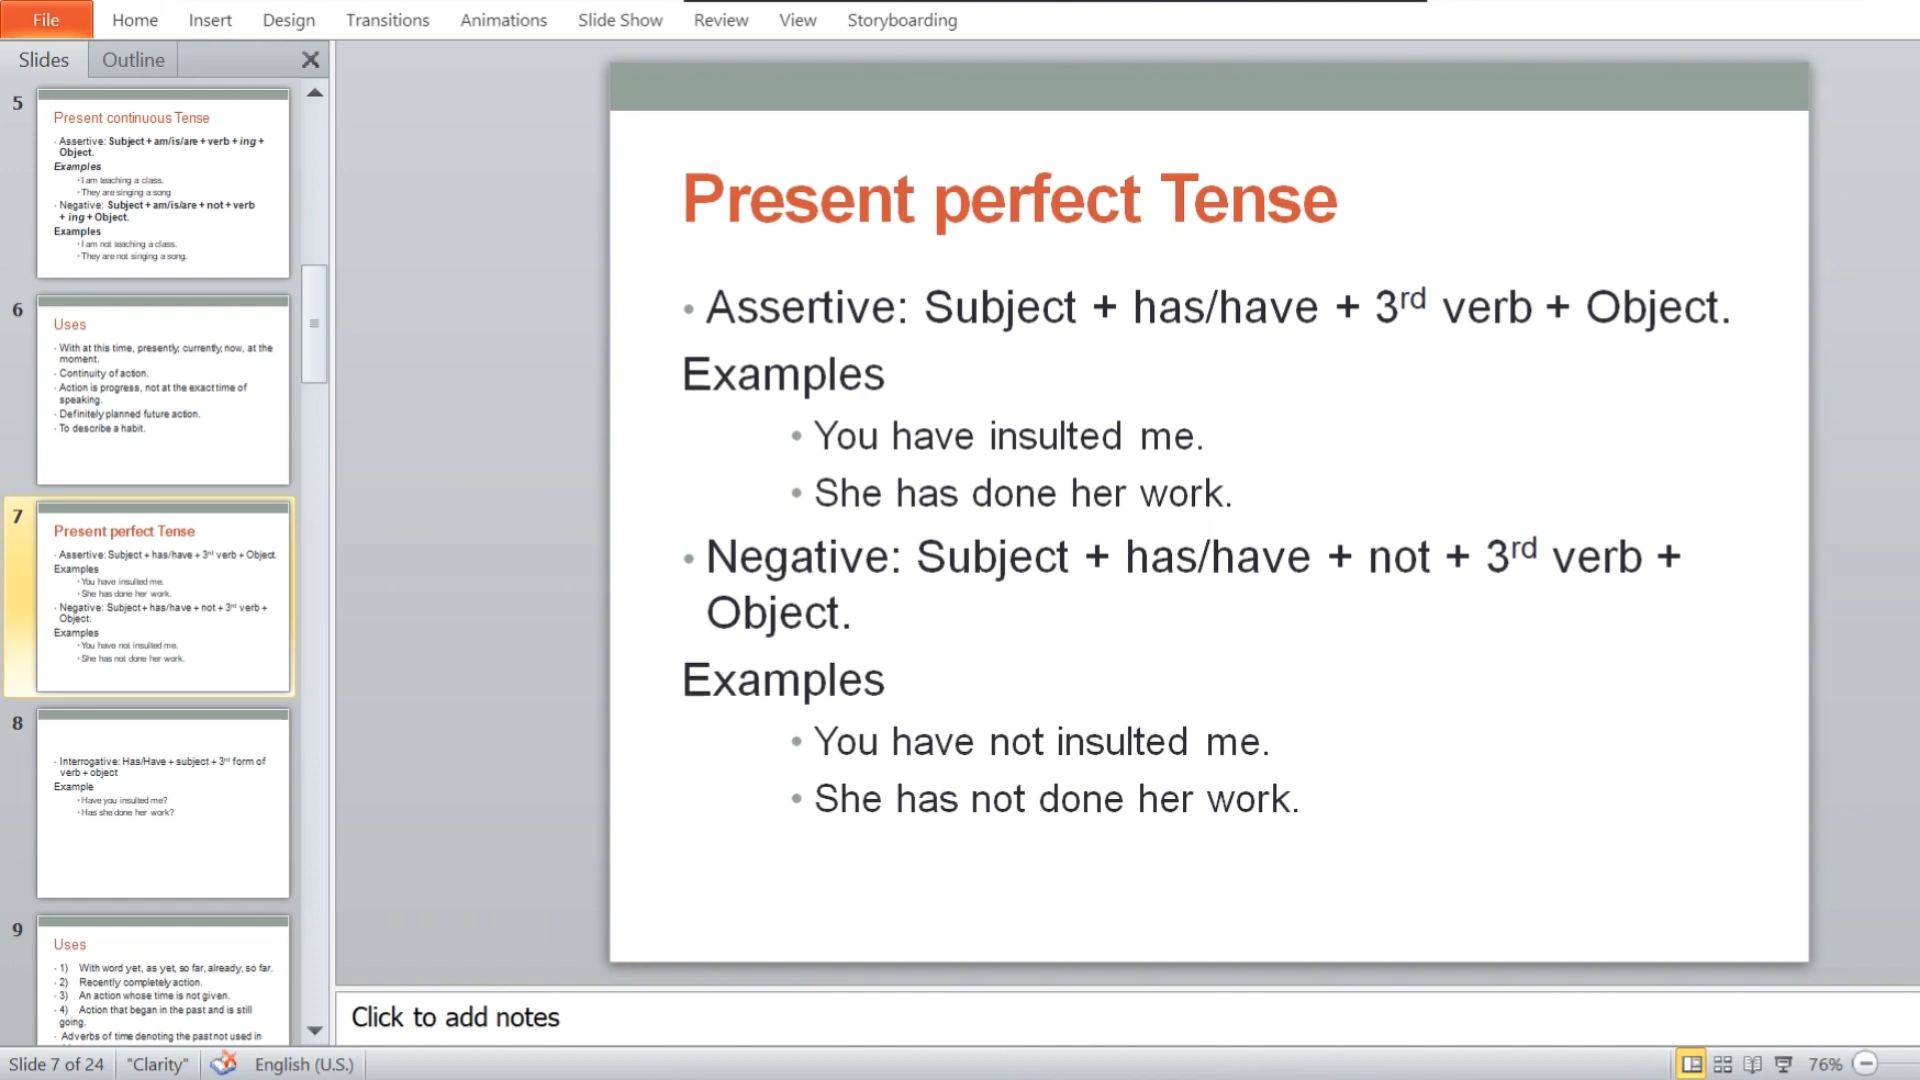 File Home Insert Design Transitions Animations Slide Show Review View Storyboarding
Slides Outline
5
Present continuous Tense
· Assertive: Subject + am/is/are + verb + ing +
Object.
Examples
• I am teaching a class.
• They are singing a song
· Negative: Subject + am/is/are + not + verb
+ ing + Object.
Examples
• I am not teaching a class.
• They are not singing a song.
6
Uses
· With at this time, presently, currently, now, at the
moment.
· Continuity of action.
· Action is progress, not at the exact time of
speaking.
· Definitely planned future action.
· To describe a habit.
7
Present perfect Tense
· Assertive: Subject + has/have + 3rd verb + Object.
Examples
• You have insulted me.
• She has done her work.
· Negative: Subject + has/have + not + 3rd verb +
Object.
Examples
• You have not insulted me.
• She has not done her work.
8
· Interrogative: Has/Have + subject + 3rd form of
verb + object
Example
• Have you insulted me?
• Has she done her work?
9
Uses
· 1) With word yet, as yet, so far, already, so far.
· 2) Recently completely action.
· 3) An action whose time is not given.
· 4) Action that began in the past and is still
going.
· Adverbs of time denoting the past not used in
Present perfect Tense
• Assertive: Subject + has/have + 3rd verb + Object.
Examples
• You have insulted me.
• She has done her work.
• Negative: Subject + has/have + not + 3rd verb +
Object.
Examples
• You have not insulted me.
• She has not done her work.
Click to add notes
Slide 7 of 24 "Clarity" English (U.S.) 76%